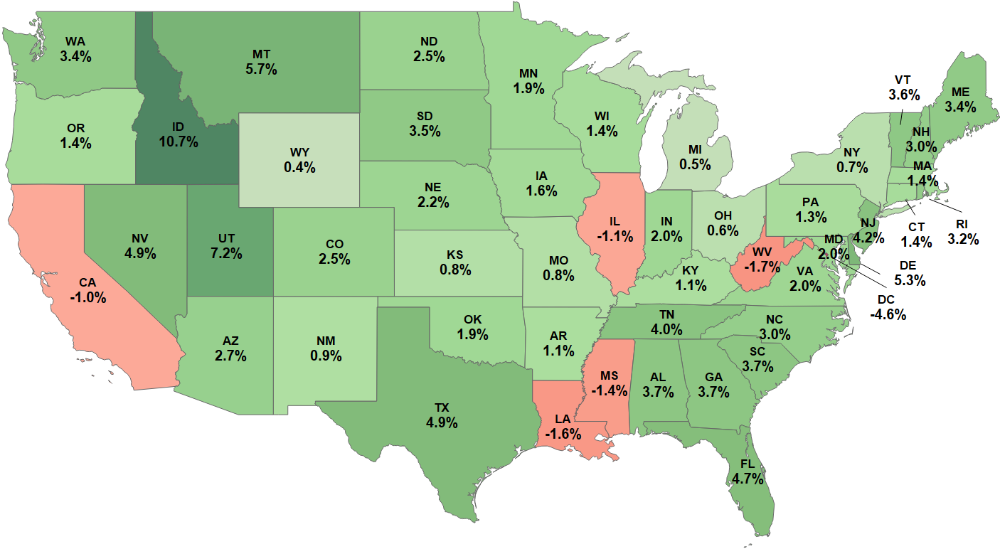 WA
3.4%
MT
5.7%
ND
2.5%
MN
1.9%
VT
3.6%
ME
3.4%
OR
1.4%
ID
10.7%
WY
0.4%
SD
3.5%
WI
1.4%
MI
0.5%
NY
0.7%
NH
3.0%
MA
1.4%
IA
1.6%
NE
2.2%
PA
1.3%
NJ
4.2%
CT
1.4%
RI
3.2%
NV
4.9%
UT
7.2%
CO
2.5%
KS
0.8%
MO
0.8%
IL
-1.1%
IN
2.0%
OH
0.6%
WV
-1.7%
MD
2.0%
DE
5.3%
DC
-4.6%
CA
-1.0%
KY
1.1%
VA
2.0%
AZ
2.7%
NM
0.9%
OK
1.9%
AR
1.1%
TN
4.0%
NC
3.0%
SC
3.7%
TX
4.9%
LA
-1.6%
MS
-1.4%
AL
3.7%
GA
3.7%
FL
4.7%